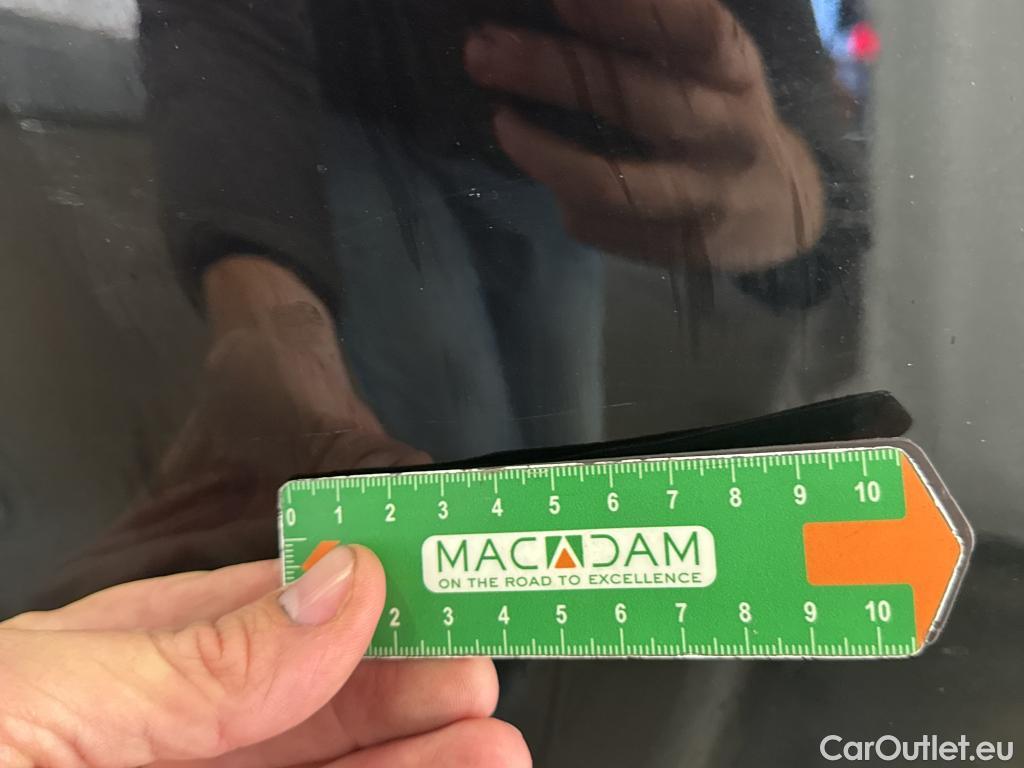 0 1 2 3 4 5 6 7 8 9 10
MACADAM
ON THE ROAD TO EXCELLENCE
2 3 4 5 6 7 8 9 10
CarOutlet.eu